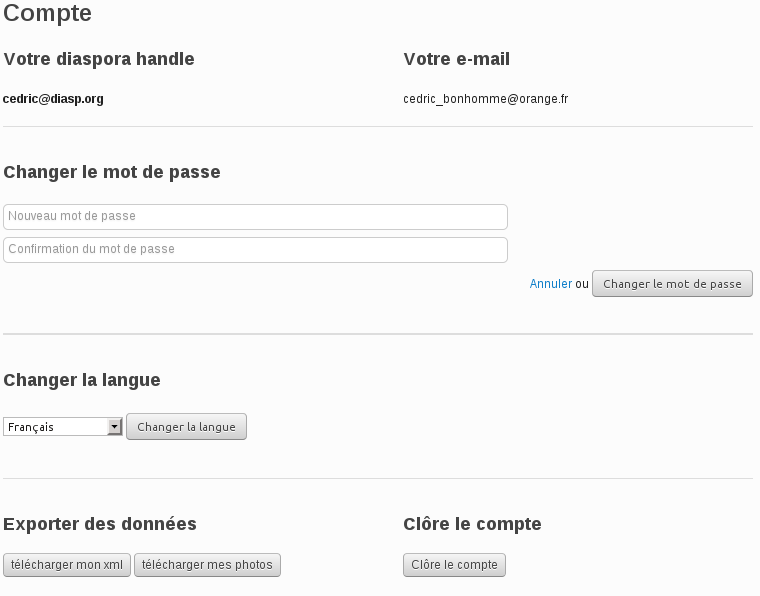 Compte
Votre diaspora handle
Votre e-mail
cedric@diasp.org
cedric_bonhomme@orange.fr
Changer le mot de passe
Nouveau mot de passe
Confirmation du mot de passe
Annuler ou Changer le mot de passe
Changer la langue
Français Changer la langue
Exporter des données
Clôre le compte
télécharger mon xml télécharger mes photos
Clôre le compte